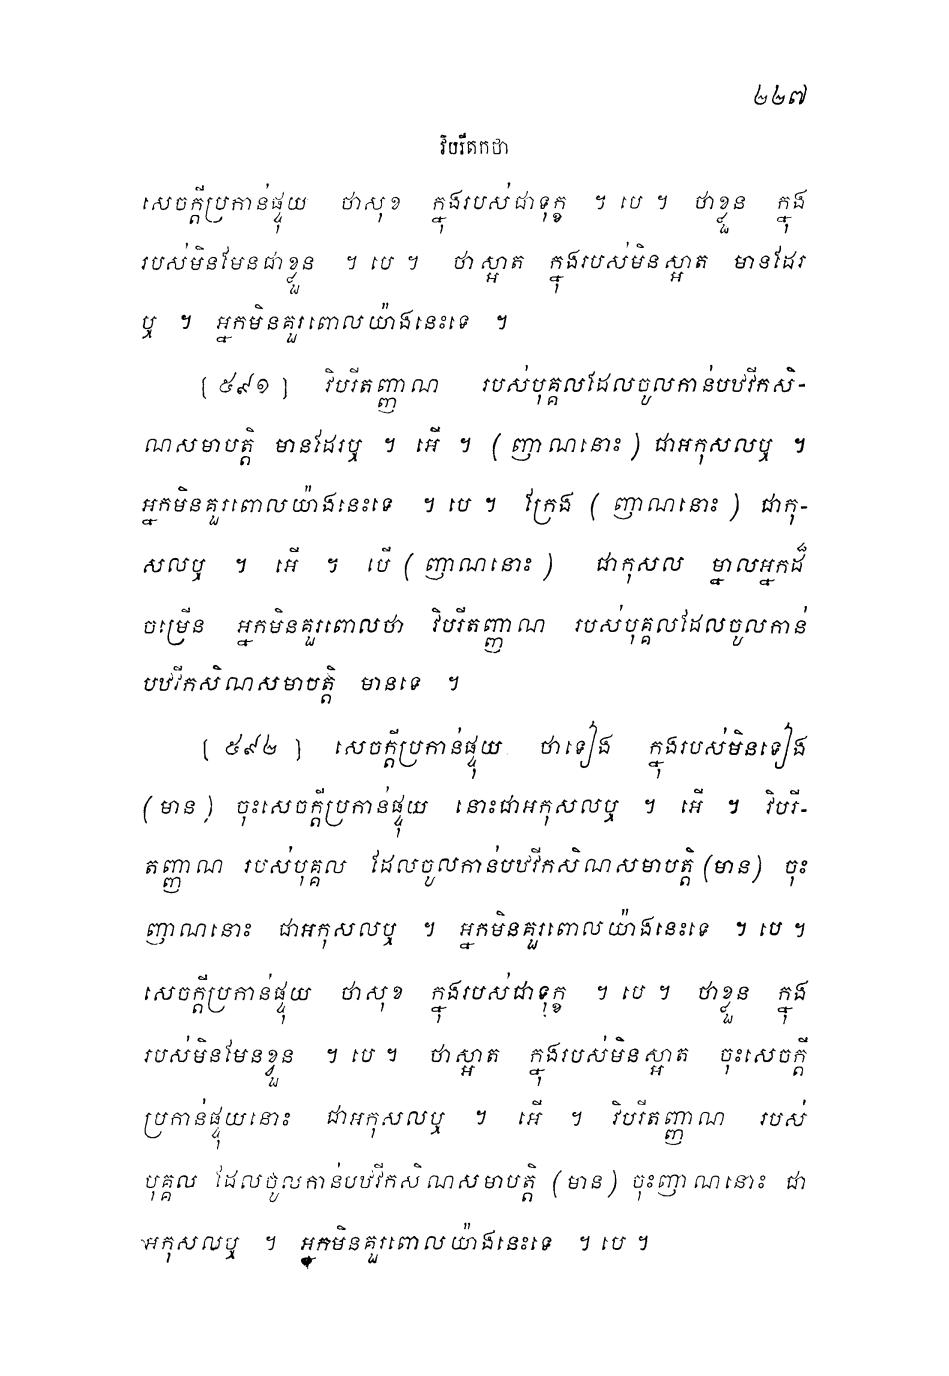 ២២៧
វិបរីតកថា
សេចក្តីប្រកាន់ផ្ទុយ ថាសុខ ក្នុងរបស់ជាទុក្ខ ។ បេ ។ ថាខ្លួន ក្នុង
របស់មិនមែនជាខ្លួន ។ បេ ។ ថាស្អាត ក្នុងរបស់មិនស្អាត មានដែរ
ឬ ។ អ្នកមិនគួរពោលយ៉ាងនេះទេ ។
[ ៥៩១ ] វិបរីតញ្ញាណ របស់បុគ្គលដែលចូលកាន់បឋវីកសិ-
ណសមាបត្តិ មានដែរឬ ។ អើ ។ (ញាណនោះ) ជាអកុសលឬ ។
អ្នកមិនគួរពោលយ៉ាងនេះទេ ។ បេ ។ ក្រែង (ញាណនោះ) ជាកុ-
សលឬ ។ អើ ។ បើ (ញាណនោះ) ជាកុសល ម្នាលអ្នកដ៏
ចម្រើន អ្នកមិនគួរពោលថា វិបរីតញ្ញាណ របស់បុគ្គលដែលចូលកាន់
បឋវីកសិណសមាបត្តិ មានទេ ។
[ ៥៩២ ] សេចក្តីប្រកាន់ផ្ទុយ ថាទៀង ក្នុងរបស់មិនទៀង
(មាន) ចុះសេចក្តីប្រកាន់ផ្ទុយ នោះជាអកុសលឬ ។ អើ ។ វិបរី-
តញ្ញាណ របស់បុគ្គល ដែលចូលកាន់បឋវីកសិណសមាបត្តិ (មាន) ចុះ
ញាណនោះ ជាអកុសលឬ ។ អ្នកមិនគួរពោលយ៉ាងនេះទេ ។ បេ ។
សេចក្តីប្រកាន់ផ្ទុយ ថាសុខ ក្នុងរបស់ជាទុក្ខ ។ បេ ។ ថាខ្លួន ក្នុង
របស់មិនមែនខ្លួន ។ បេ ។ ថាស្អាត ក្នុងរបស់មិនស្អាត ចុះសេចក្តី
ប្រកាន់ផ្ទុយនោះ ជាអកុសលឬ ។ អើ ។ វិបរីតញ្ញាណ របស់
បុគ្គល ដែលចូលកាន់បឋវីកសិណសមាបត្តិ (មាន) ចុះញាណនោះ ជា
អកុសលឬ ។ អ្នកមិនគួរពោលយ៉ាងនេះទេ ។ បេ ។